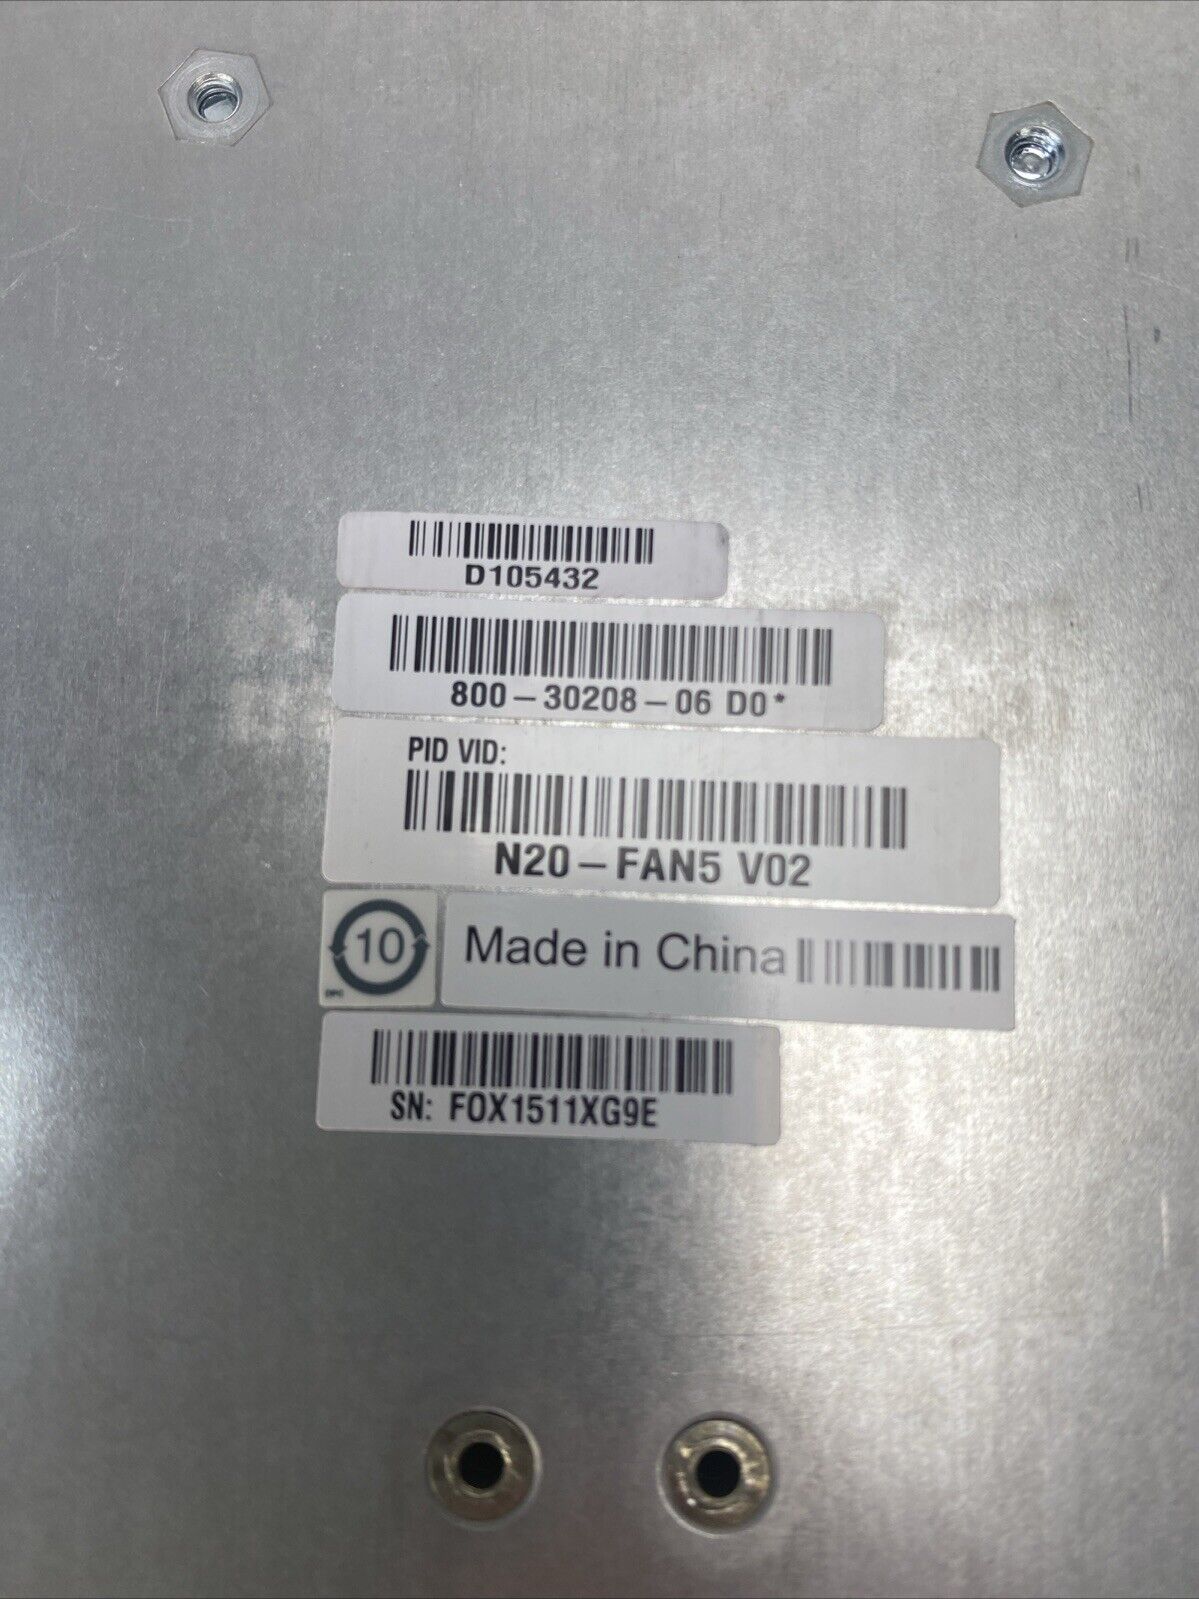 D105432
800-30208-06 D0*
PID VID:
N20-FAN5 V02
10
Made in China
SN: FOX1511XG9E